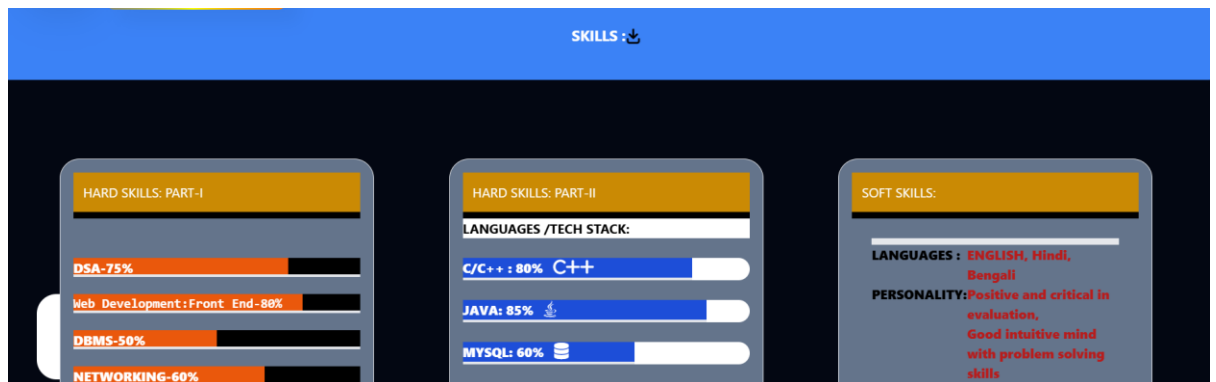 SKILLS :
HARD SKILLS: PART-I
DSA-75%
Web Development:Front End-80%
DBMS-50%
NETWORKING-60%
HARD SKILLS: PART-II
LANGUAGES /TECH STACK:
C/C++ : 80% C++
JAVA: 85%
MYSQL: 60%
SOFT SKILLS:
LANGUAGES : ENGLISH, Hindi,
Bengali
PERSONALITY:Positive and critical in
evaluation,
Good intuitive mind
with problem solving
skills